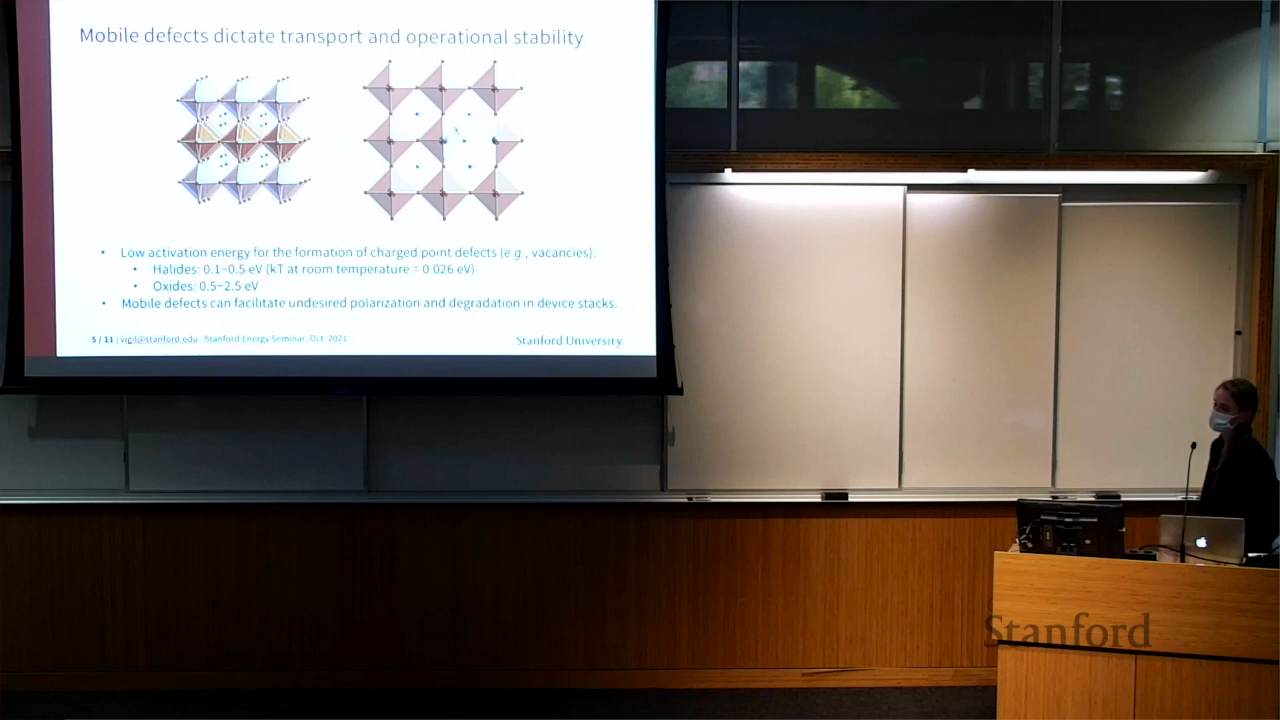 Mobile defects dictate transport and operational stability
• Low activation energy for the formation of charged point defects (e.g., vacancies):
• Halides: 0.1–0.5 eV (kT at room temperature = 0.026 eV)
• Oxides: 0.5–2.5 eV
• Mobile defects can facilitate undesired polarization and degradation in device stacks.
5 / 11 | vigil@stanford.edu | Stanford Energy Seminar, Oct. 2021
Stanford University
Stanford